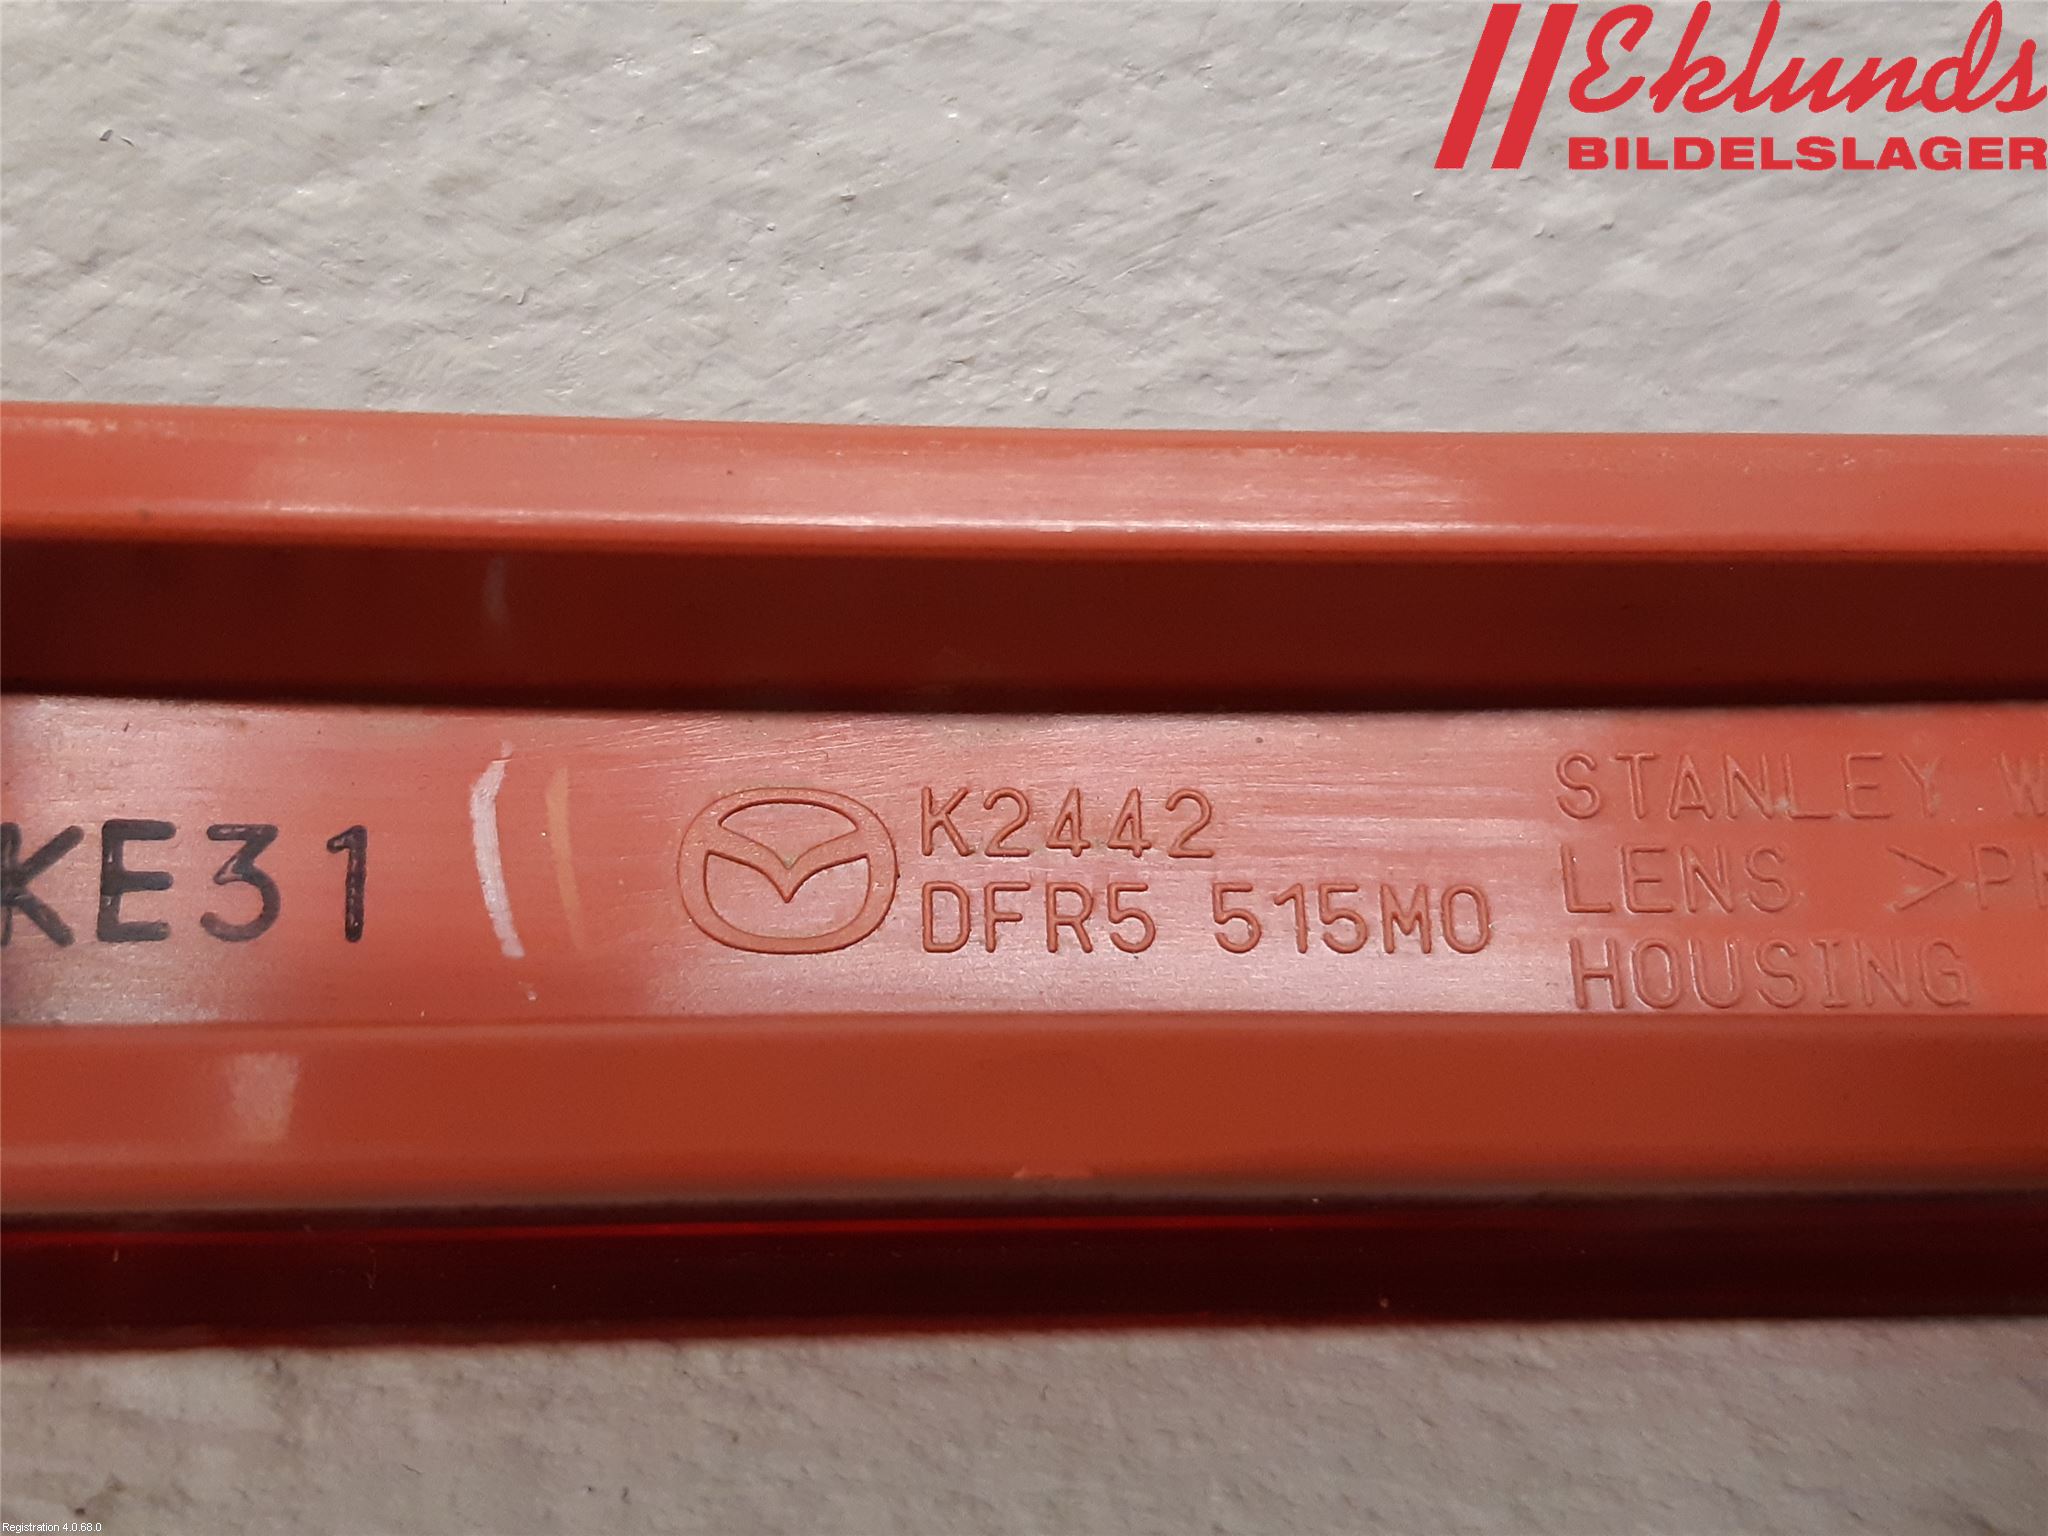 Eklunds
BILDELSLAGER
KE31
K2442
DFR5 515M0
STANLEY
LENS
HOUSING
Registration 4.0.68.0